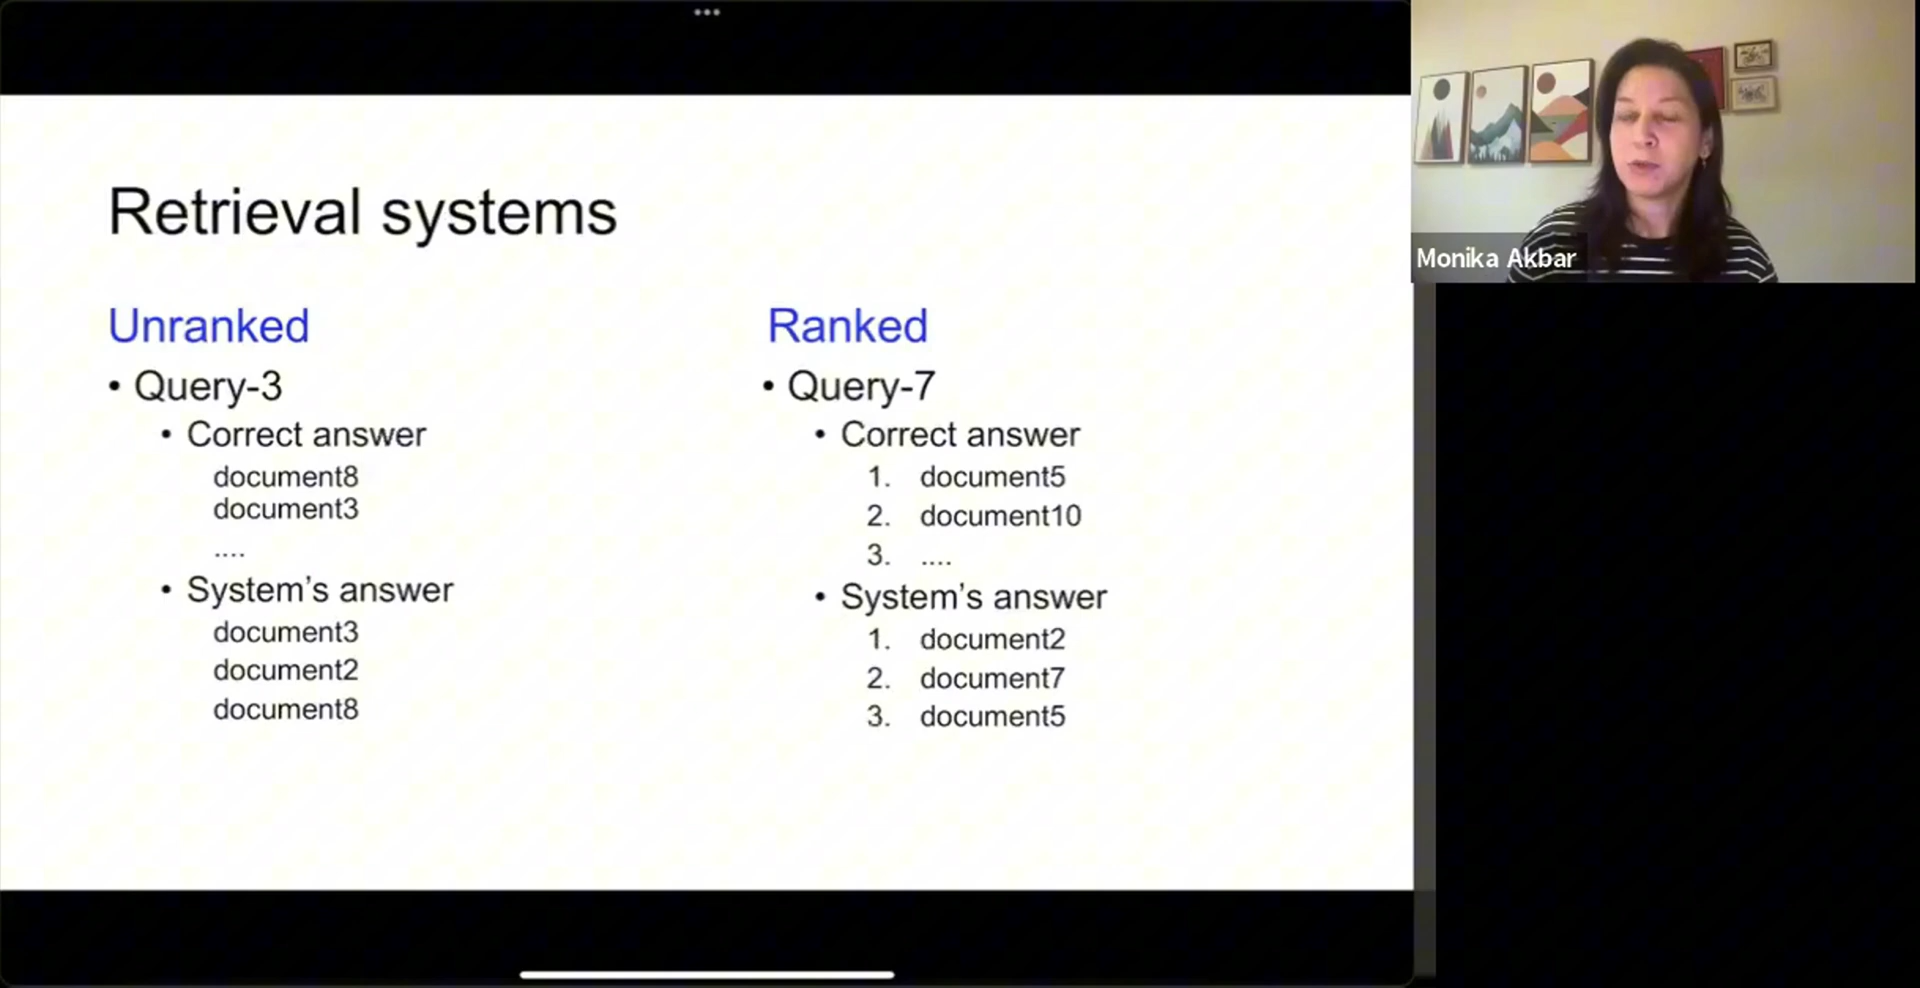 Retrieval systems
Unranked
• Query-3
• Correct answer
document8
document3
....
• System's answer
document3
document2
document8
Ranked
• Query-7
• Correct answer
1. document5
2. document10
3. ....
• System's answer
1. document2
2. document7
3. document5
Monika Akbar